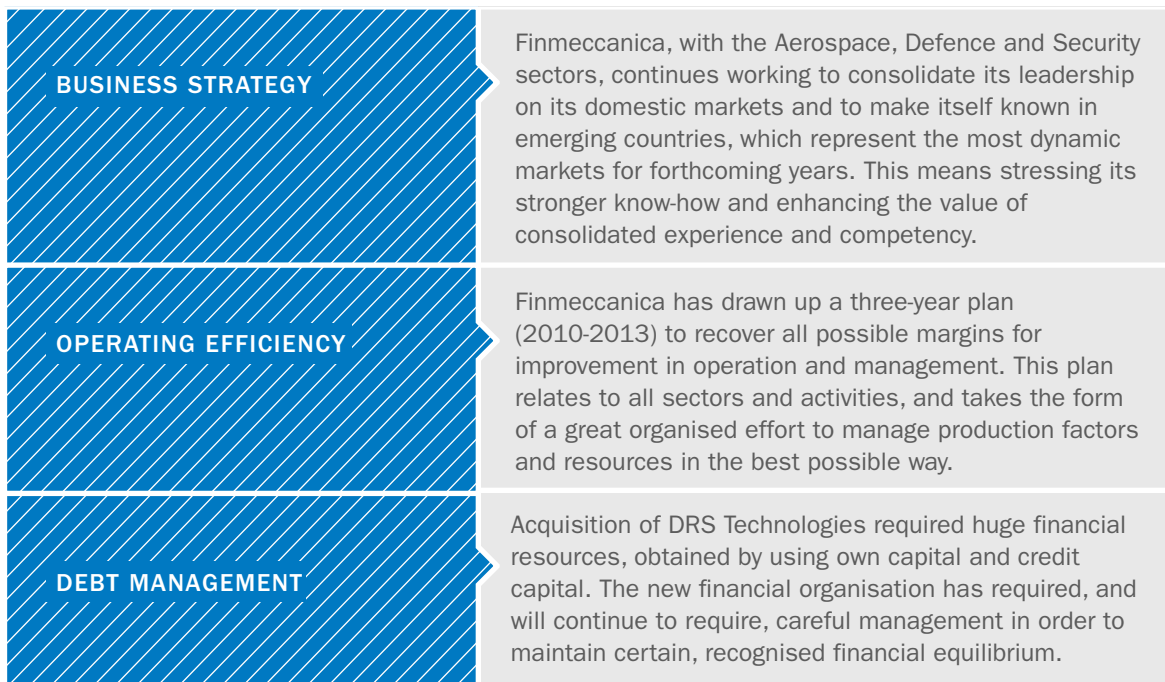 BUSINESS STRATEGY
Finmeccanica, with the Aerospace, Defence and Security
sectors, continues working to consolidate its leadership
on its domestic markets and to make itself known in
emerging countries, which represent the most dynamic
markets for forthcoming years. This means stressing its
stronger know-how and enhancing the value of
consolidated experience and competency.
OPERATING EFFICIENCY
Finmeccanica has drawn up a three-year plan
(2010-2013) to recover all possible margins for
improvement in operation and management. This plan
relates to all sectors and activities, and takes the form
of a great organised effort to manage production factors
and resources in the best possible way.
DEBT MANAGEMENT
Acquisition of DRS Technologies required huge financial
resources, obtained by using own capital and credit
capital. The new financial organisation has required, and
will continue to require, careful management in order to
maintain certain, recognised financial equilibrium.